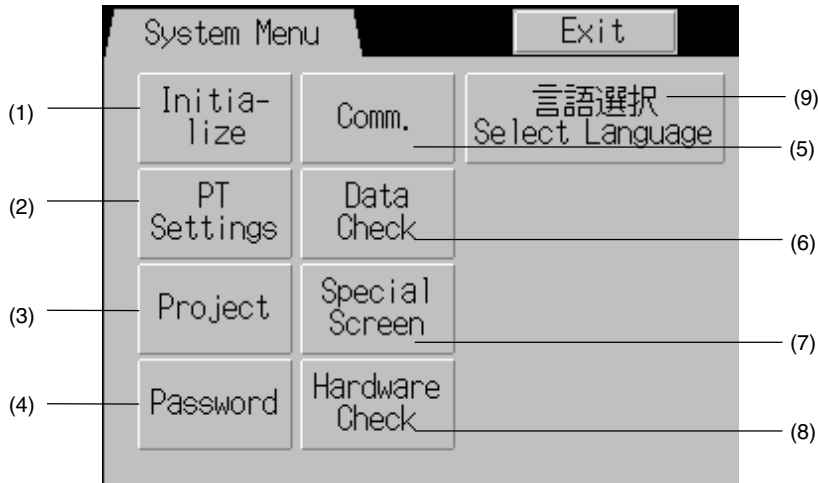 System Menu
Exit
(1)
Initia-
lize
Comm.
言語選択
Select Language
(9)
(5)
(2)
PT
Settings
Data
Check
(6)
(3)
Project
Special
Screen
(7)
(4)
Password
Hardware
Check
(8)